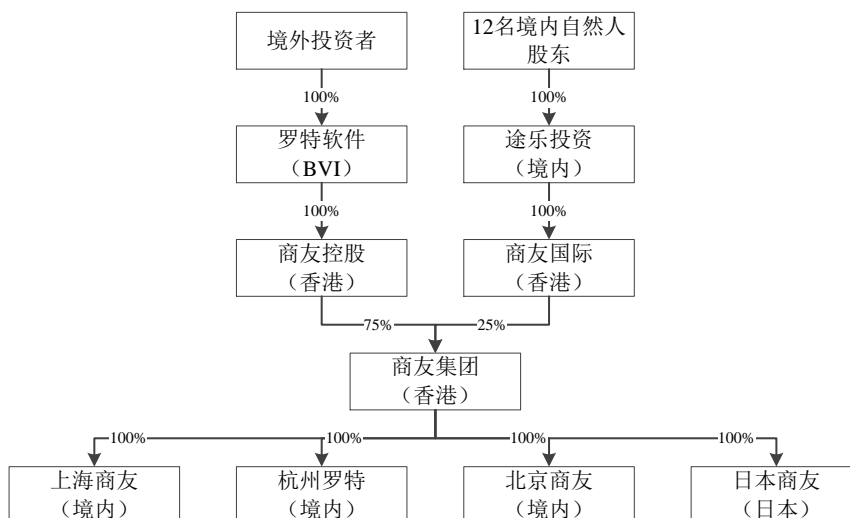 境外投资者
12名境内自然人
股东
100%
100%
罗特软件
（BVI）
途乐投资
（境内）
100%
100%
商友控股
（香港）
商友国际
（香港）
75%
25%
商友集团
（香港）
100%
100%
100%
100%
上海商友
（境内）
杭州罗特
（境内）
北京商友
（境内）
日本商友
（日本）